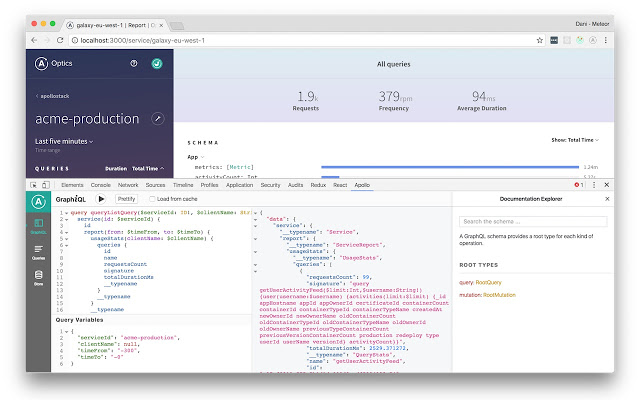 galaxy-eu-west-1 | Report | O
Dani - Meteor
localhost:3000/service/galaxy-eu-west-1
Optics
All queries
apollostack
acme-production
1.9k
379rpm
94ms
Requests
Frequency
Average Duration
Last five minutes
Time range
SCHEMA
Show: Total Time
App
QUERIES
Duration
Total Time
metrics: [Metric]
1.24m
activityCount: Int
Elements
Console
Network
Sources
Timeline
Profiles
Application
Security
Audits
Redux
React
Apollo
1
GraphiQL
Prettify
Load from cache
Documentation Explorer
GraphiQL
Queries
Store
1 query queryListQuery($serviceId: ID!, $clientName: St
2 service(id: $serviceId) {
3 id
4 report(from: $timeFrom, to: $timeTo) {
5 usageStats(clientName: $clientName) {
6 queries {
7 id
8 name
9 requestsCount
10 signature
11 totalDurationMs
12 __typename
13 }
14 __typename
15 }
16 __typename
Query Variables
1 {
2 "serviceId": "acme-production",
3 "clientName": null,
4 "timeFrom": "-300",
5 "timeTo": "-0"
6 }
{
"data": {
"service": {
"__typename": "Service",
"report": {
"__typename": "ServiceReport",
"usageStats": {
"__typename": "UsageStats",
"queries": [
{
"requestsCount": 99,
"signature": "query
getUserActivityFeed($limit:Int,$username:String!)
{user(username:$username) {activities(limit:$limit) {_id
appHostname appId appOwnerId certificateId containerCount
containerId containerTypeId containerTypeName createdAt
newOwnerId newOwnerName oldContainerCount
oldContainerTypeId oldContainerTypeName oldOwnerId
oldOwnerName previousTypeContainerCount
previousVersionContainerCount production redeploy type
userId userName versionId} activityCount}}",
"totalDurationMs": 2529.371272,
"__typename": "QueryStats",
"name": "getUserActivityFeed",
"id":
Search the schema ...
A GraphQL schema provides a root type for each kind of
operation.
ROOT TYPES
query: RootQuery
mutation: RootMutation